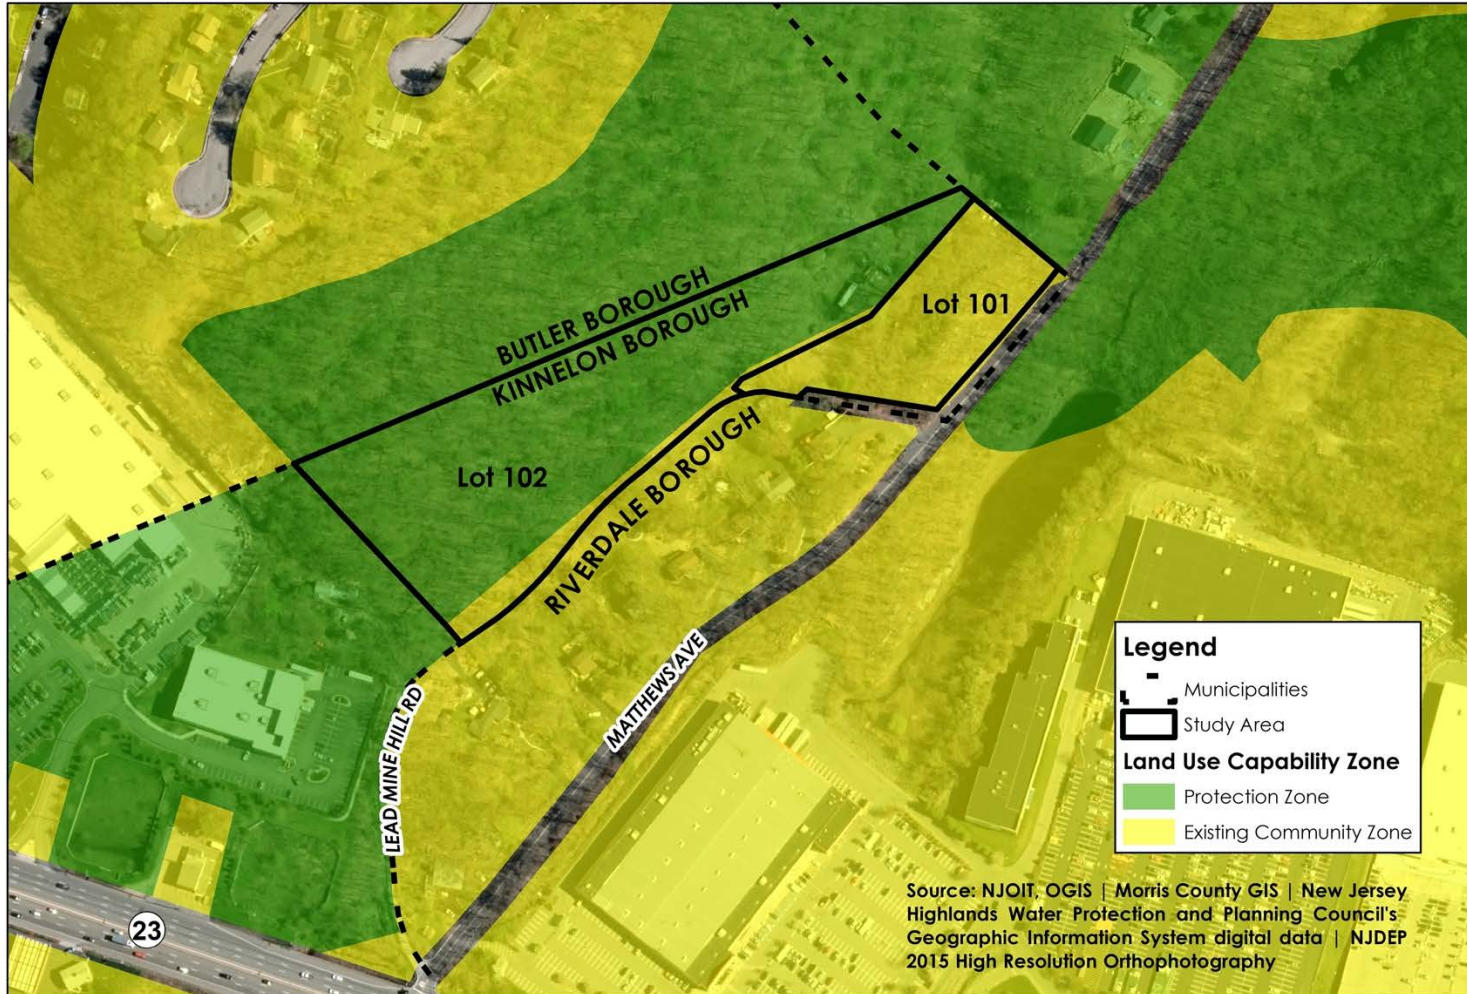 BUTLER BOROUGH
KINNELON BOROUGH
Lot 101
Lot 102
RIVERDALE BOROUGH
MATTHEWS AVE
LEAD MINE HILL RD
23
Legend
Municipalities
Study Area
Land Use Capability Zone
Protection Zone
Existing Community Zone
Source: NJOIT, OGIS | Morris County GIS | New Jersey
Highlands Water Protection and Planning Council's
Geographic Information System digital data | NJDEP
2015 High Resolution Orthophotography